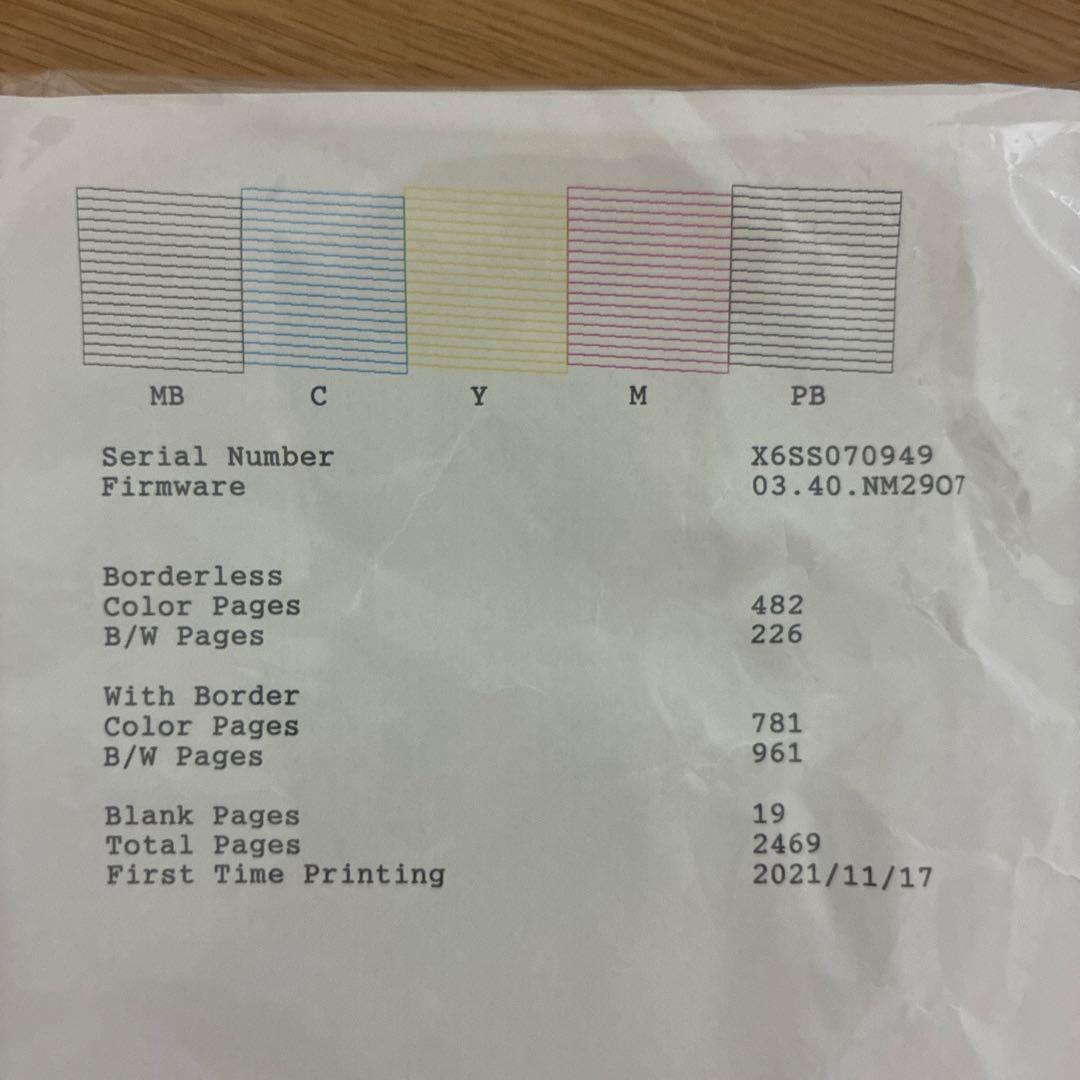 MB C Y M PB
Serial Number X6SS070949
Firmware 03.40.NM29O7
Borderless
Color Pages 482
B/W Pages 226
With Border
Color Pages 781
B/W Pages 961
Blank Pages 19
Total Pages 2469
First Time Printing 2021/11/17